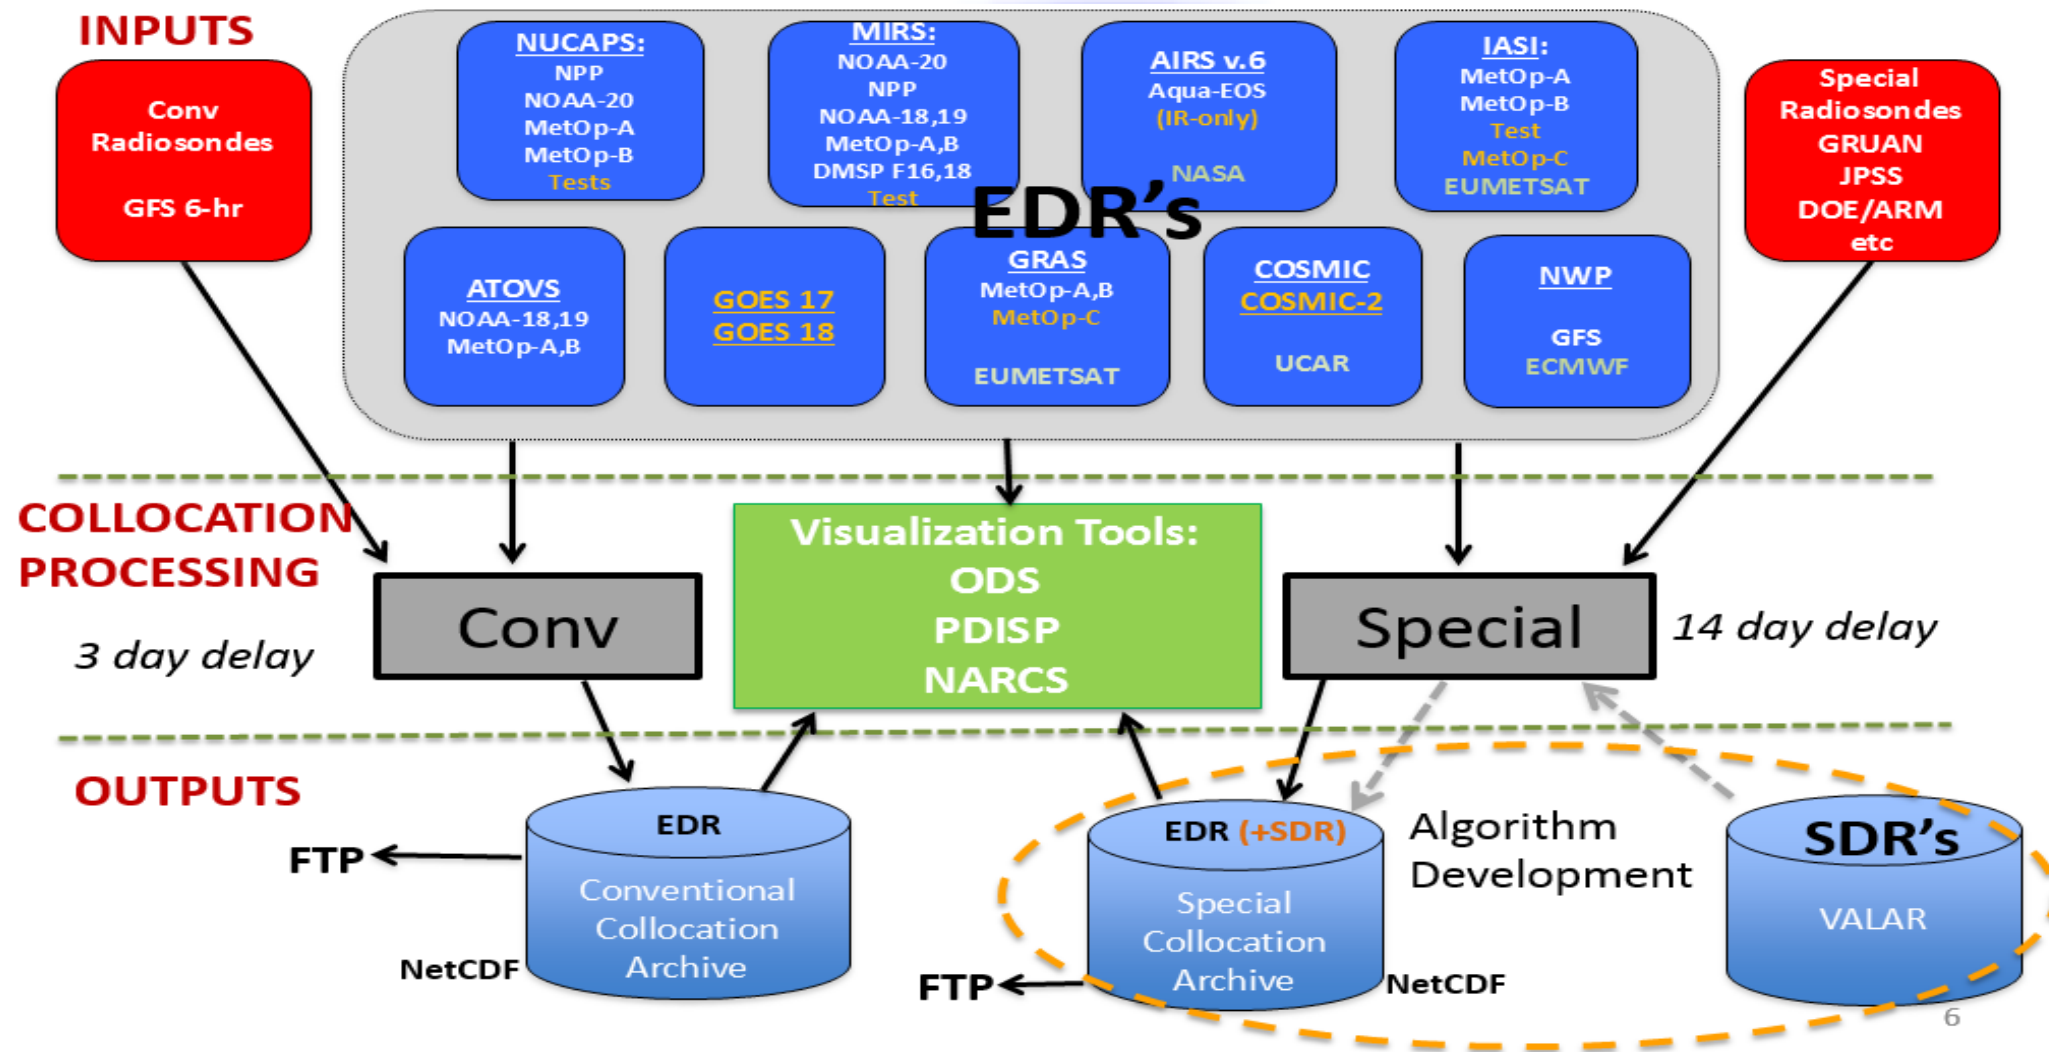 INPUTS
Conv
Radiosondes
GFS 6-hr
NUCAPS:
NPP
NOAA-20
MetOp-A
MetOp-B
Tests
MIRS:
NOAA-20
NPP
NOAA-18,19
MetOp-A,B
DMSP F16,18
Test
AIRS v.6
Aqua-EOS
(IR-only)
NASA
IASI:
MetOp-A
MetOp-B
Test
MetOp-C
EUMETSAT
Special
Radiosondes
GRUAN
JPSS
DOE/ARM
etc
EDR's
ATOVS
NOAA-18,19
MetOp-A,B
GOES 17
GOES 18
GRAS
MetOp-A,B
MetOp-C
EUMETSAT
COSMIC
COSMIC-2
UCAR
NWP
GFS
ECMWF
COLLOCATION
PROCESSING
3 day delay
Conv
Visualization Tools:
ODS
PDISP
NARCS
Special
14 day delay
OUTPUTS
FTP
NetCDF
EDR
Conventional
Collocation
Archive
FTP
EDR (+SDR)
Special
Collocation
Archive
NetCDF
Algorithm
Development
SDR's
VALAR
6